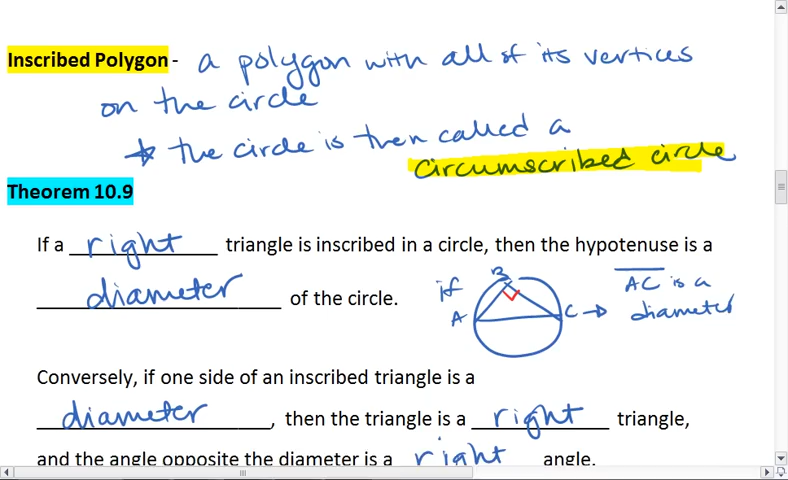 Inscribed Polygon - a polygon with all of its vertices
on the circle
* the circle is then called a
circumscribed circle
Theorem 10.9
If a right triangle is inscribed in a circle, then the hypotenuse is a
diameter of the circle.
if B
A C → AC is a
diameter
Conversely, if one side of an inscribed triangle is a
diameter, then the triangle is a right triangle,
and the angle opposite the diameter is a right angle.